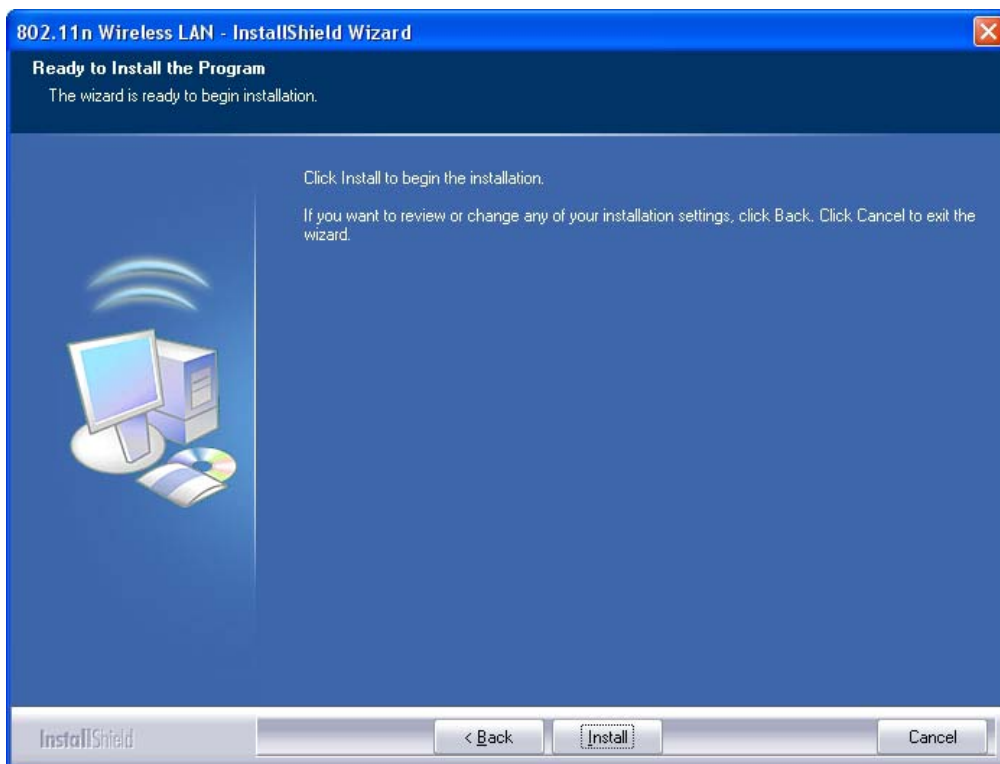 802.11n Wireless LAN - InstallShield Wizard
Ready to Install the Program
The wizard is ready to begin installation.
Click Install to begin the installation.
If you want to review or change any of your installation settings, click Back. Click Cancel to exit the
wizard.
InstallShield
< Back
Install
Cancel